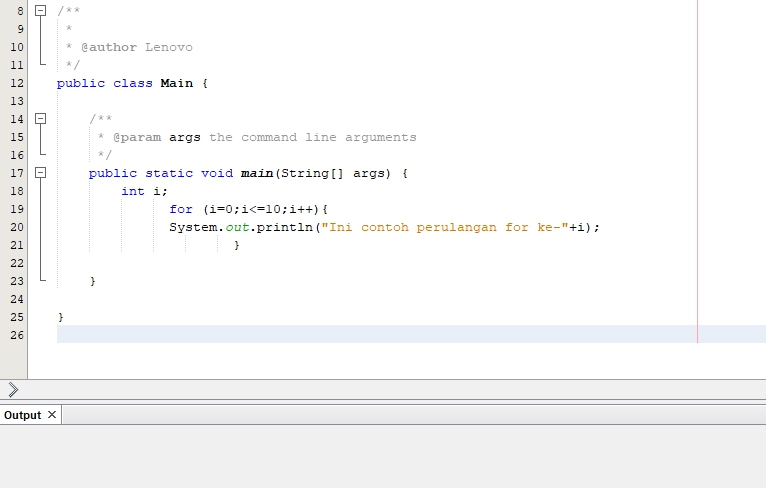 8 /**
9 *
10 * @author Lenovo
11 */
12 public class Main {
13
14 /**
15 * @param args the command line arguments
16 */
17 public static void main(String[] args) {
18 int i;
19 for (i=0;i<=10;i++){
20 System.out.println("Ini contoh perulangan for ke-"+i);
21 }
22
23 }
24
25 }
26
Output ×